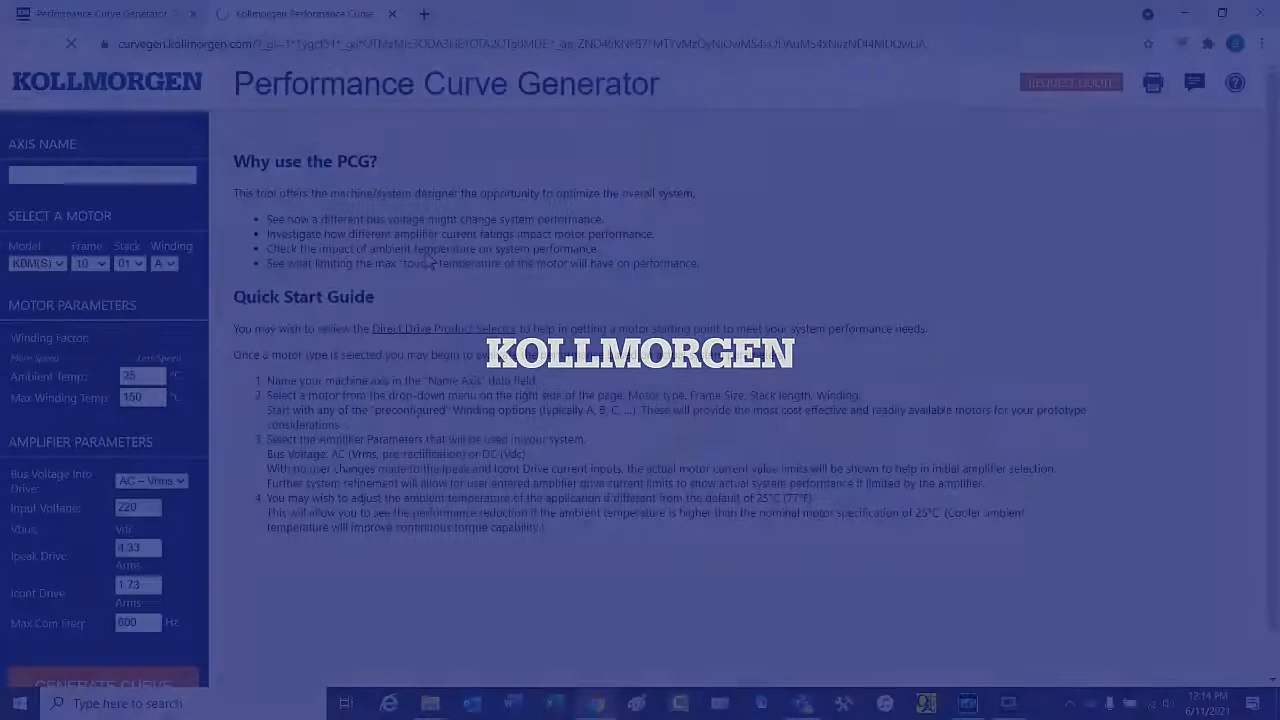 Performance Curve Generator
Kollmorgen Performance Curve
KOLLMORGEN
Performance Curve Generator
REQUEST QUOTE
AXIS NAME
SELECT A MOTOR
Model Frame Stack Winding
KBM(S) 10 01 A
MOTOR PARAMETERS
Winding Factor:
More Speed ...Less Speed
Ambient Temp: 25 °C
Max Winding Temp: 150 °C
AMPLIFIER PARAMETERS
Bus Voltage Into
Drive: AC – Vrms
Input Voltage: 220
Vbus: Vdc
Ipeak Drive: 4.33
Arms
Icont Drive 1.73
Arms
Max Com Freq: 600 Hz
GENERATE CURVE
Why use the PCG?
This tool offers the machine/system designer the opportunity to optimize the overall system.
• See how a different bus voltage might change system performance.
• Investigate how different amplifier current ratings impact motor performance.
• Check the impact of ambient temperature on system performance.
• See what limiting the max "touch" temperature of the motor will have on performance.
Quick Start Guide
You may wish to review the Direct Drive Product Selector to help in getting a motor starting point to meet your system performance needs.
Once a motor type is selected you may begin to
KOLLMORGEN
1. Name your machine axis in the "Name Axis" data field.
2. Select a motor from the drop-down menu on the right side of the page. Motor type, Frame Size, Stack length, Winding.
Start with any of the "preconfigured" Winding options (typically A, B, C, ...). These will provide the most cost effective and readily available motors for your prototype
considerations.
3. Select the Amplifier Parameters that will be used in your system.
Bus Voltage: AC (Vrms, pre-rectification) or DC (Vdc)
With no user changes made to the Ipeak and Icont Drive current inputs, the actual motor current value limits will be shown to help in initial amplifier selection.
Further system refinement will allow for user-entered amplifier drive current limits to show actual system performance if limited by the amplifier.
4. You may wish to adjust the ambient temperature of the application if different from the default of 25°C (77°F)
This will allow you to see the performance reduction if the ambient temperature is higher than the nominal motor specification of 25°C. (Cooler ambient
temperature will improve continuous torque capability.)
Type here to search
12:14 PM
6/11/2021